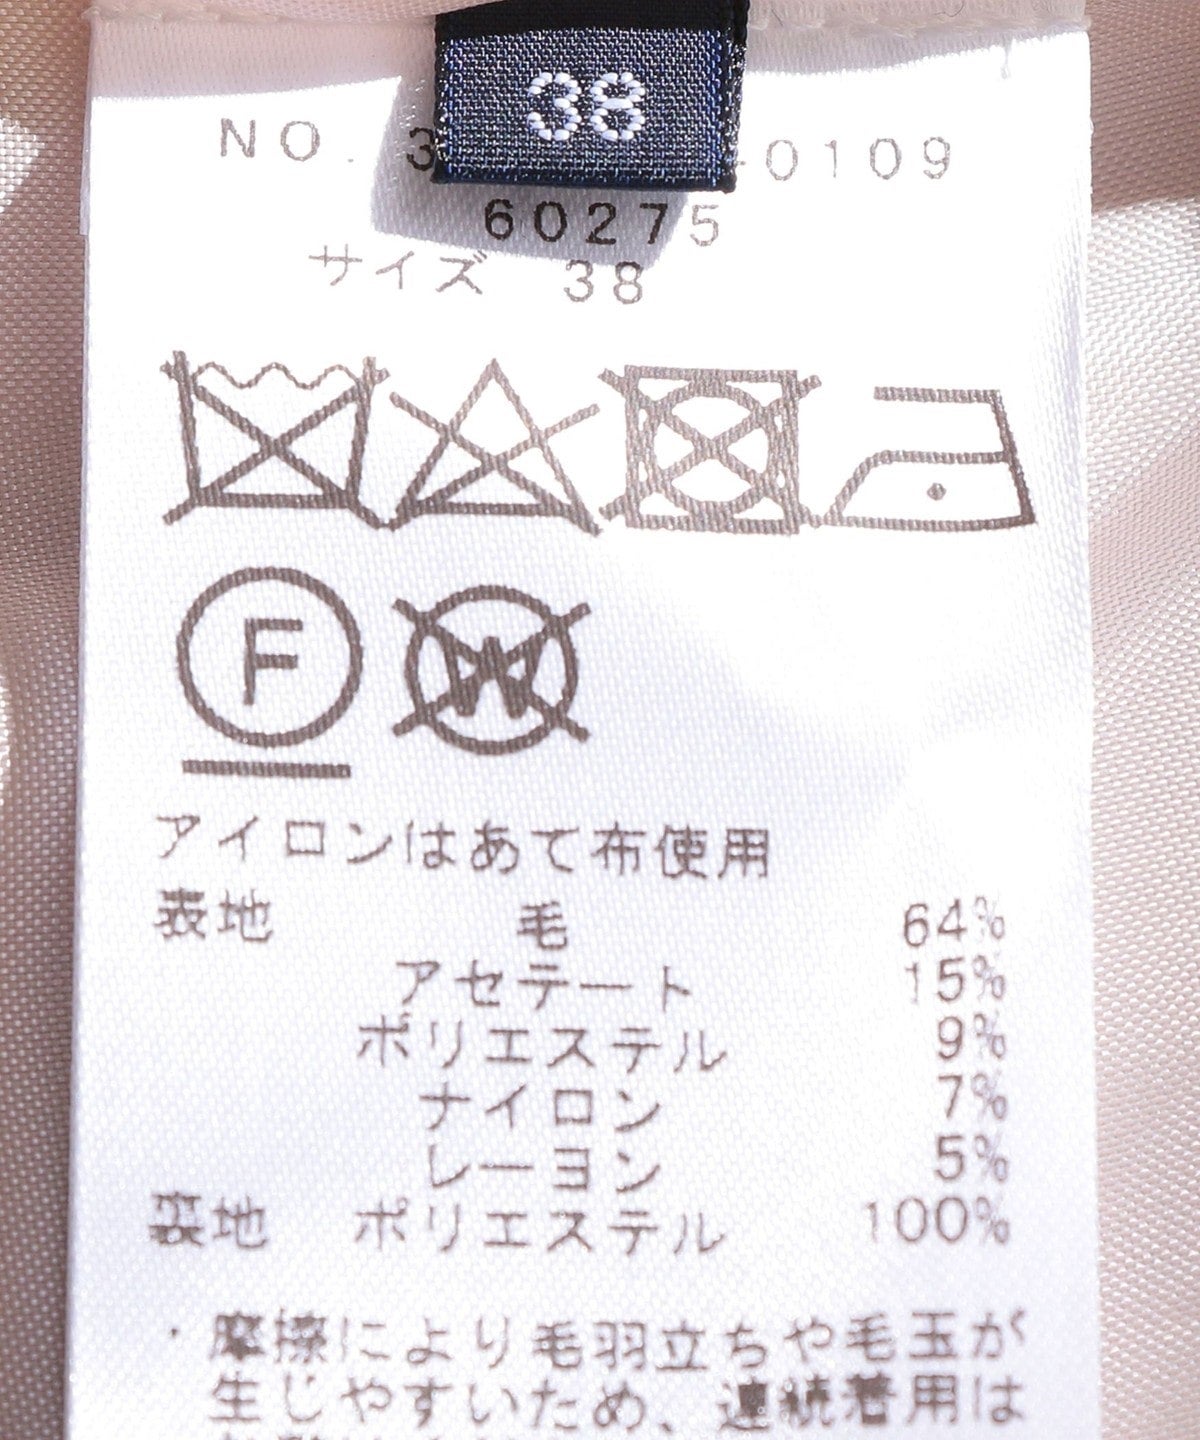 38
NO. 3 -0109
60275
サイズ 38
F
W
アイロンはあて布使用
表地 毛 64%
アセテート 15%
ポリエステル 9%
ナイロン 7%
レーヨン 5%
裏地 ポリエステル 100%
・摩擦により毛羽立ちや毛玉が
生じやすいため、連続着用は